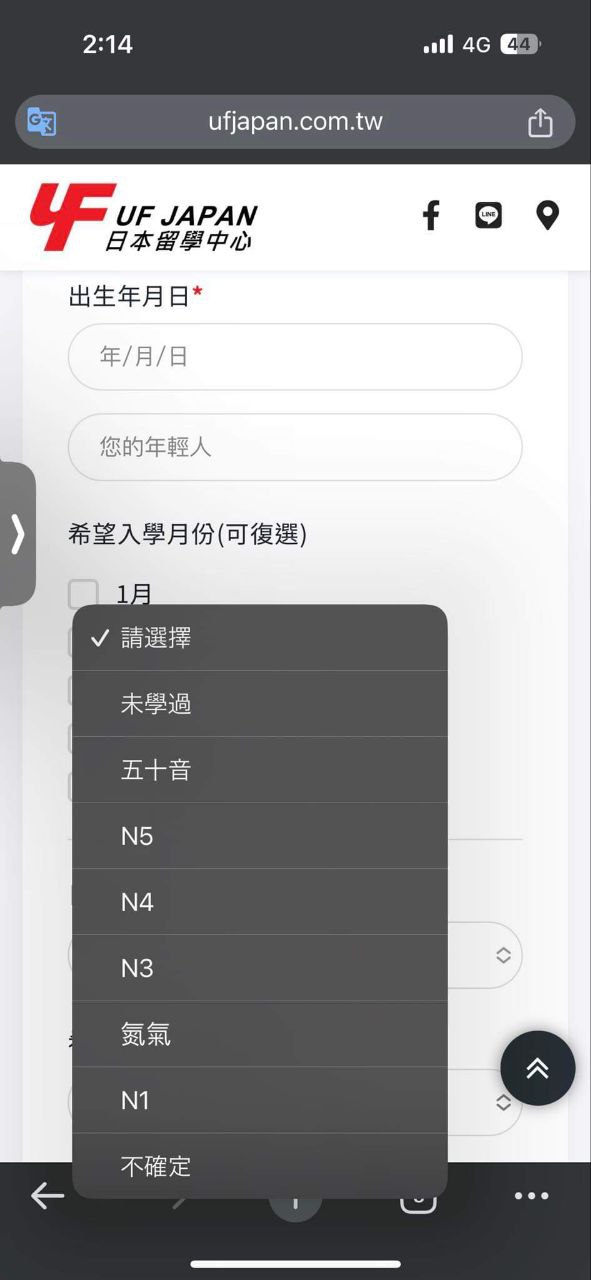 2:14
4G
44
ufjapan.com.tw
UF
UF JAPAN
日本留學中心
LINE
出生年月日*
年/月/日
您的年輕人
希望入學月份(可復選)
1月
請選擇
未學過
五十音
N5
N4
N3
氮氣
N1
不確定